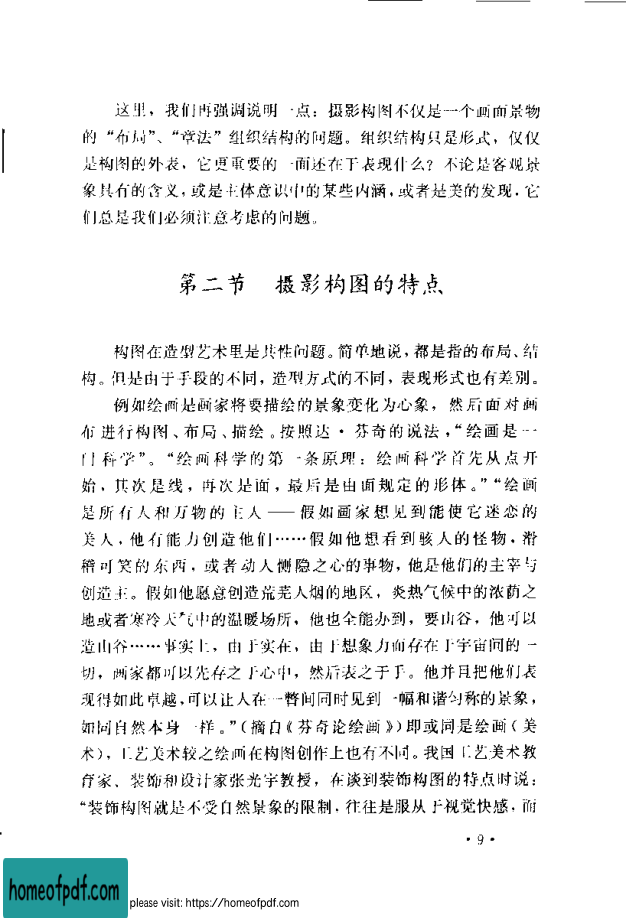 这里，我们再强调说明一点：摄影构图不仅是一个画面景物
的“布局”、“章法”组织结构的问题。组织结构只是形式，仅仅
是构图的外表，它更重要的一面还在于表现什么？不论是客观景
象具有的含义，或是主体意识中的某些内涵，或者是美的发现，它
们总是我们必须注意考虑的问题。
第二节 摄影构图的特点
构图在造型艺术里是共性问题。简单地说，都是指的布局、结
构。但是由于手段的不同，造型方式的不同，表现形式也有差别。
例如绘画是画家将要描绘的景象变化为心象，然后面对画
布进行构图、布局、描绘。按照达·芬奇的说法，“绘画是一
门科学”。“绘画科学的第一条原理：绘画科学首先从点开
始，其次是线，再次是面，最后是由面规定的形体。”“绘画
是所有人和万物的主人——假如画家想见到能使它迷恋的
美人，他有能力创造他们……假如他想看到骇人的怪物，滑
稽可笑的东西，或者动人恻隐之心的事物，他是他们的主宰与
创造主。假如他愿意创造荒芜人烟的地区，炎热气候中的浓荫之
地或者寒冷天气中的温暖场所，他也全能办到，要山谷，他可以
造山谷……事实上，由于实在，由于想象力而存在于宇宙间的一
切，画家都可以先存之于心中，然后表之于手。他并且把他们表
现得如此卓越，可以让人在一瞥间同时见到一幅和谐匀称的景象，
如同自然本身一样。”（摘自《芬奇论绘画》）即或同是绘画（美
术），工艺美术较之绘画在构图创作上也有不同。我国工艺美术教
育家、装饰和设计家张光宇教授，在谈到装饰构图的特点时说：
“装饰构图就是不受自然景象的限制，往往是服从于视觉快感，而
·9·
homeofpdf.com
please visit: https://homeofpdf.com